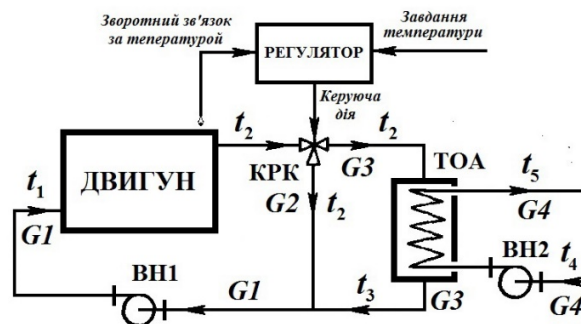 Зворотний зв'язок
за тепературой
Завдання
температури
РЕГУЛЯТОР
Керуюча
дія
t2
t2
КРК
G3
ТОА
t1
ДВИГУН
G2
t2
t5
G4
G1
ВН1
ВН2
t4
G1
t3
G3
G4